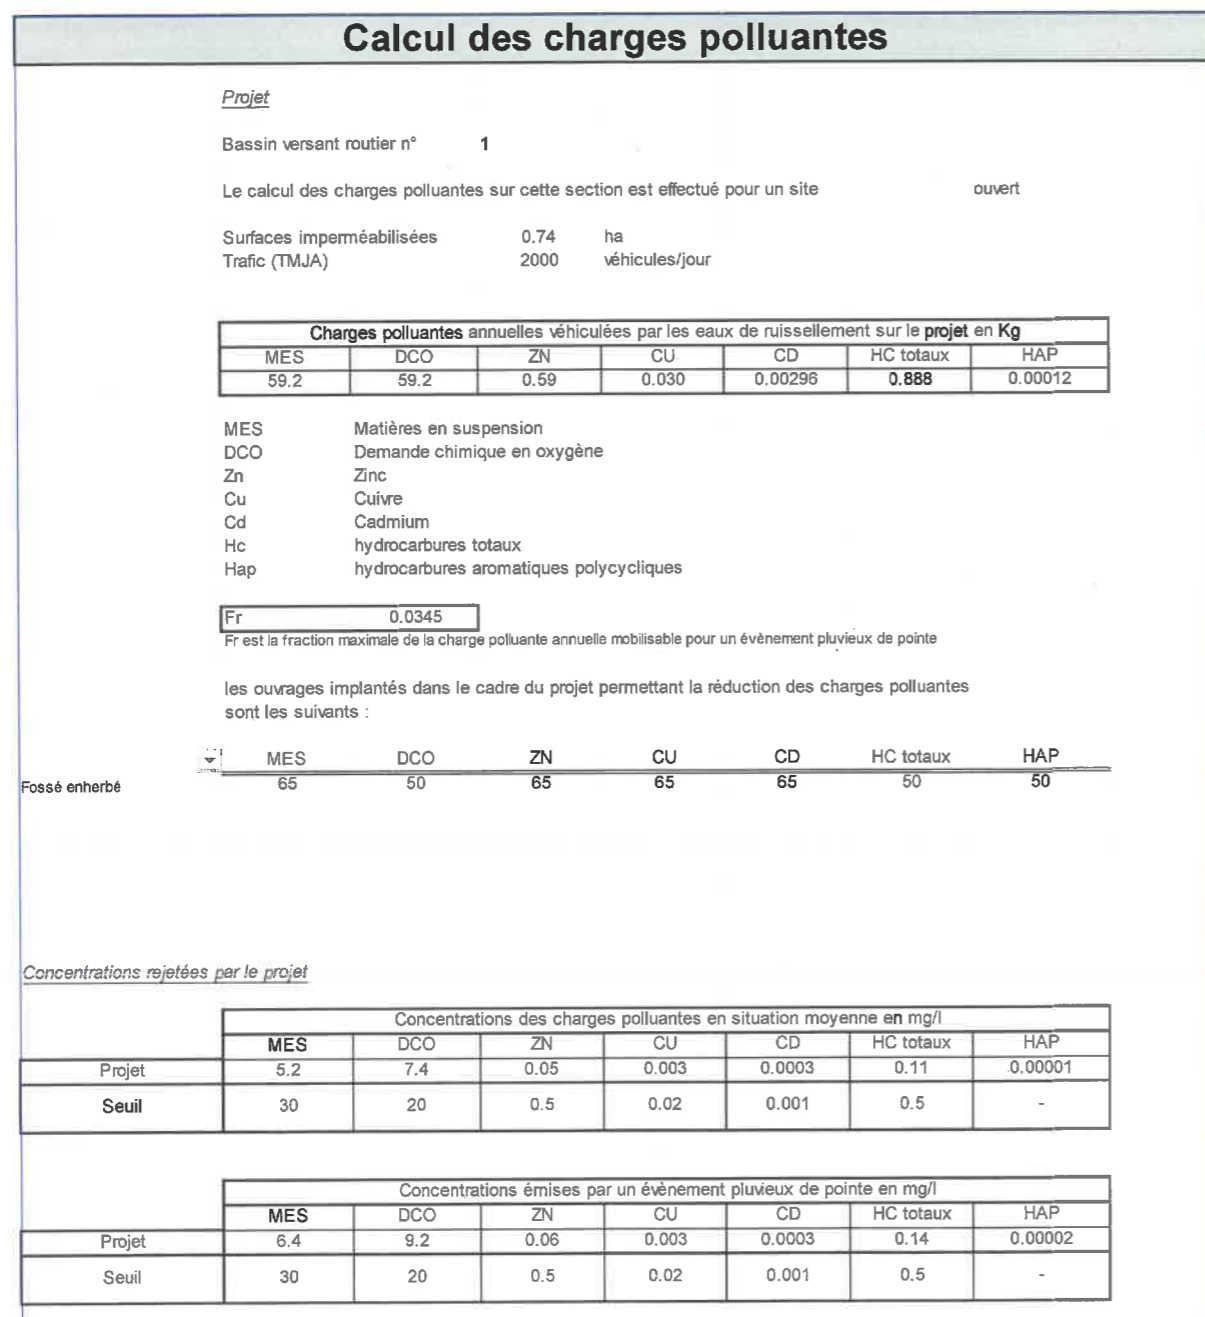 Calcul des charges polluantes
Projet
Bassin versant routier n° 1
Le calcul des charges polluantes sur cette section est effectué pour un site ouvert
Surfaces imperméabilisées 0.74 ha
Trafic (TMJA) 2000 véhicules/jour
Charges polluantes annuelles véhiculées par les eaux de ruissellement sur le projet en Kg
MES DCO ZN CU CD HC totaux HAP
59.2 59.2 0.59 0.030 0.00296 0.888 0.00012
MES Matières en suspension
DCO Demande chimique en oxygène
Zn Zinc
Cu Cuivre
Cd Cadmium
Hc hydrocarbures totaux
Hap hydrocarbures aromatiques polycycliques
Fr 0.0345
Fr est la fraction maximale de la charge polluante annuelle mobilisable pour un évènement pluvieux de pointe
les ouvrages implantés dans le cadre du projet permettant la réduction des charges polluantes
sont les suivants :
MES DCO ZN CU CD HC totaux HAP
Fossé enherbé 65 50 65 65 65 50 50
Concentrations rejetées par le projet
Concentrations des charges polluantes en situation moyenne en mg/l
MES DCO ZN CU CD HC totaux HAP
Projet 5.2 7.4 0.05 0.003 0.0003 0.11 0.00001
Seuil 30 20 0.5 0.02 0.001 0.5 -
Concentrations émises par un évènement pluvieux de pointe en mg/l
MES DCO ZN CU CD HC totaux HAP
Projet 6.4 9.2 0.06 0.003 0.0003 0.14 0.00002
Seuil 30 20 0.5 0.02 0.001 0.5 -